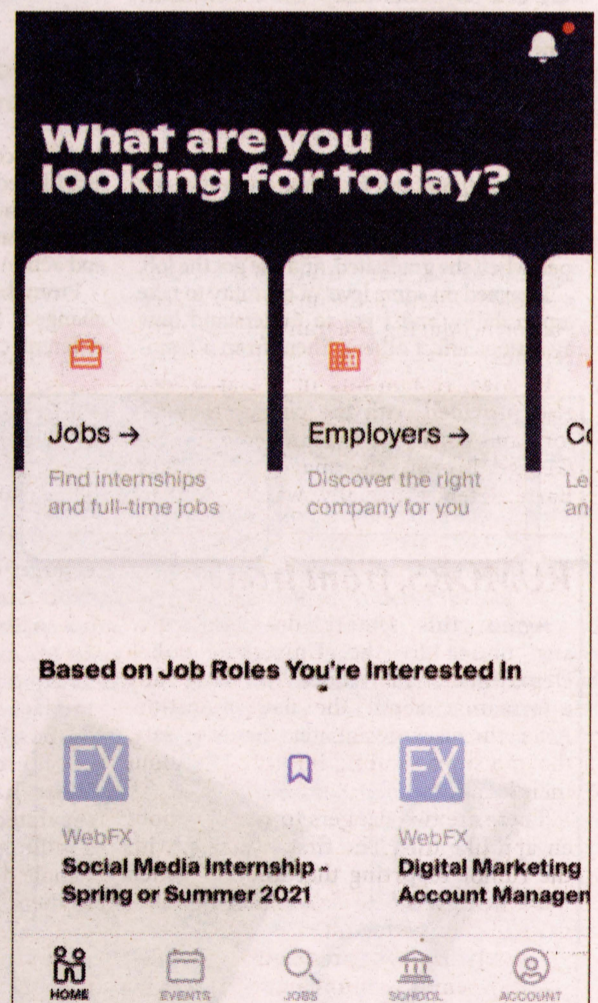 What are you
looking for today?
Jobs →
Find internships
and full-time jobs
Employers →
Discover the right
company for you
Based on Job Roles You're Interested In
FX
WebFX
Social Media Internship -
Spring or Summer 2021
FX
WebFX
Digital Marketing
Account Manager
HOME
EVENTS
JOBS
SCHOOL
ACCOUNT